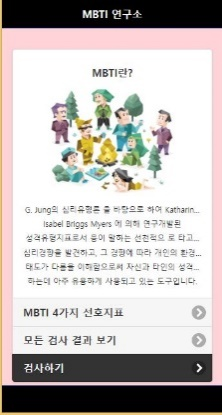 MBTI 연구소
MBTI란?
G. Jung의 심리유형론 을 바탕으로 하여 Katharin...
Isabel Briggs Myers 에 의해 연구개발된
성격유형지표로서 융이 말하는 선천적으 로 타고...
심리경향을 발견하고, 그 경향에 따라 개인의 환경...
태도가 다름을 이해함으로써 자신과 타인의 성격...
하는데 아주 유용하게 사용되고 있는 도구입니다.
MBTI 4가지 선호지표
모든 검사 결과 보기
검사하기